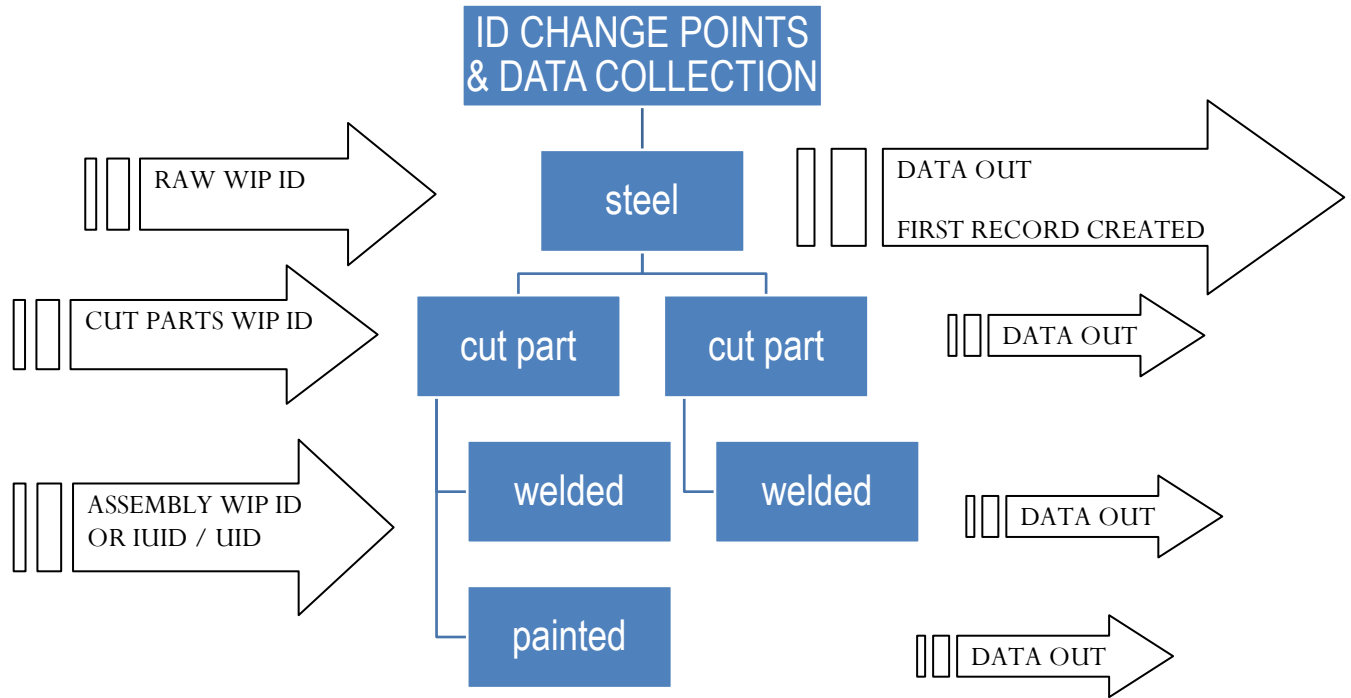 ID CHANGE POINTS
& DATA COLLECTION
RAW WIP ID
steel
DATA OUT
FIRST RECORD CREATED
CUT PARTS WIP ID
cut part
cut part
DATA OUT
ASSEMBLY WIP ID
OR IUID / UID
welded
welded
DATA OUT
painted
DATA OUT